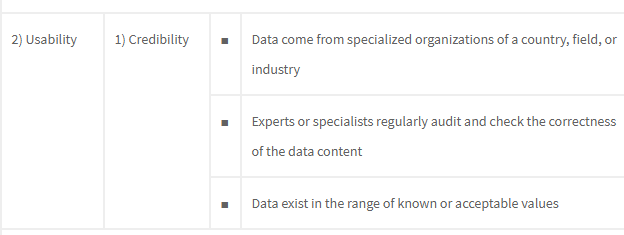 2) Usability
1) Credibility
▪ Data come from specialized organizations of a country, field, or
industry
▪ Experts or specialists regularly audit and check the correctness
of the data content
▪ Data exist in the range of known or acceptable values